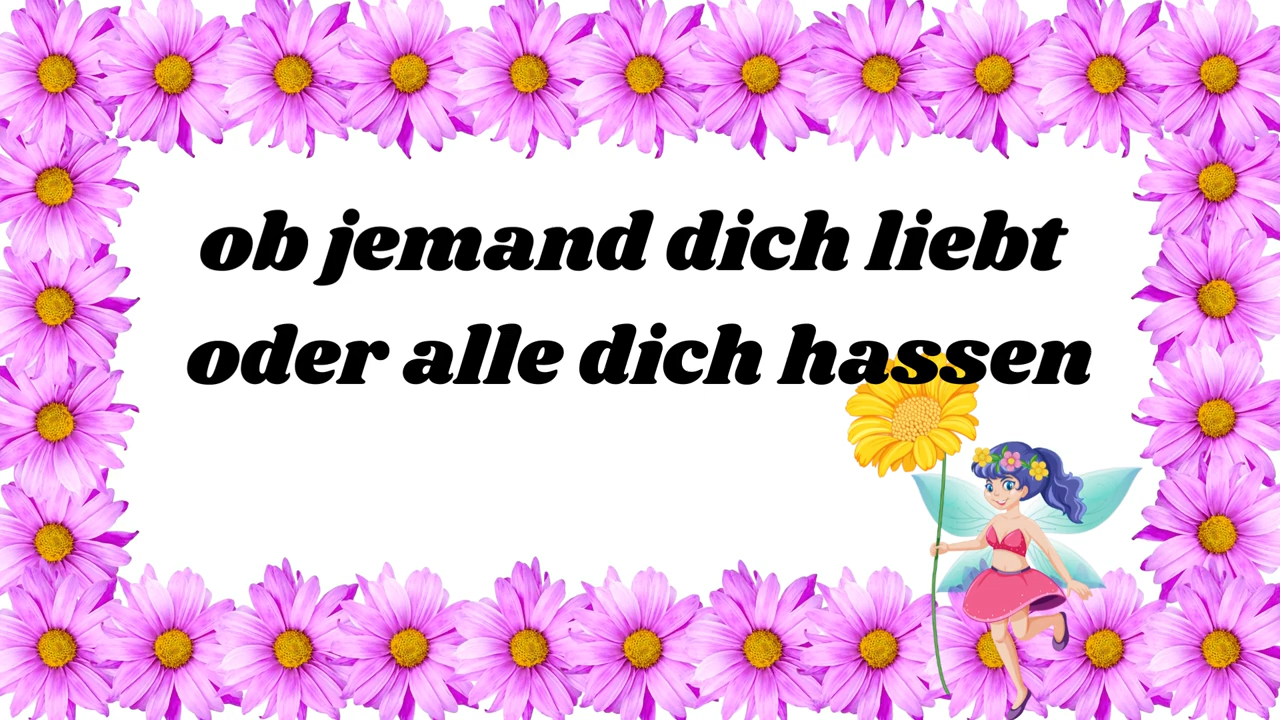 ob jemand dich liebt
oder alle dich hassen